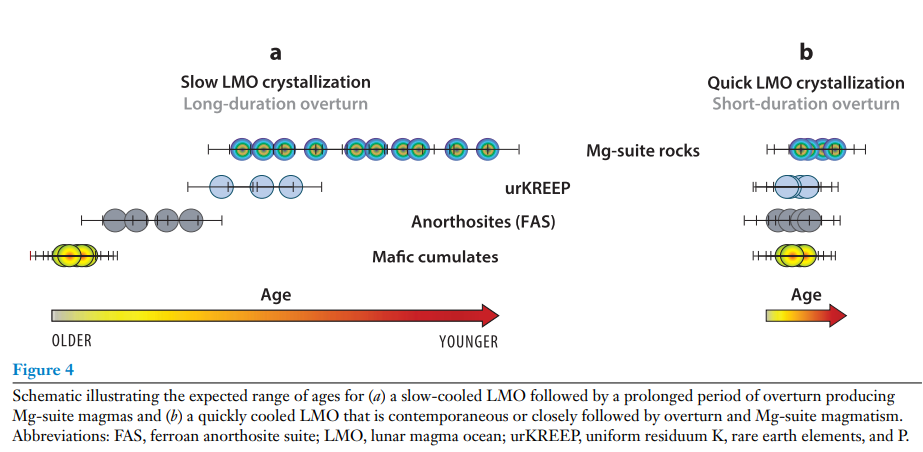 a
Slow LMO crystallization
Long-duration overturn
b
Quick LMO crystallization
Short-duration overturn
Mg-suite rocks
urKREEP
Anorthosites (FAS)
Mafic cumulates
Age
OLDER
YOUNGER
Age
Figure 4
Schematic illustrating the expected range of ages for (a) a slow-cooled LMO followed by a prolonged period of overturn producing
Mg-suite magmas and (b) a quickly cooled LMO that is contemporaneous or closely followed by overturn and Mg-suite magmatism.
Abbreviations: FAS, ferroan anorthosite suite; LMO, lunar magma ocean; urKREEP, uniform residuum K, rare earth elements, and P.